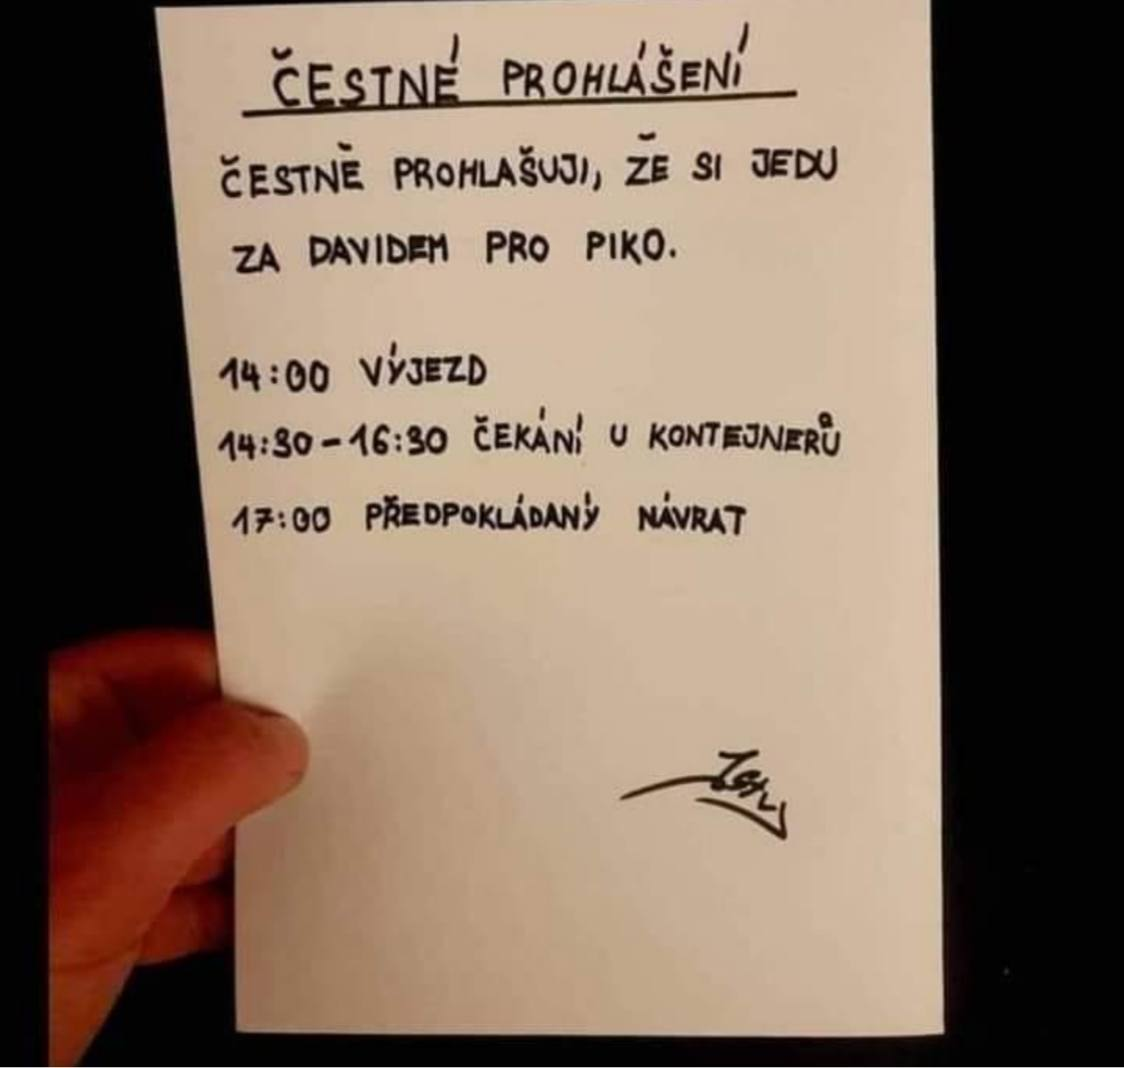 ČESTNÉ PROHLÁŠENÍ
ČESTNĚ PROHLAŠUJI, ŽE SI JEDU
ZA DAVIDEM PRO PIKO.
14:00 VÝJEZD
14:30-16:30 ČEKÁNÍ U KONTEJNERŮ
17:00 PŘEDPOKLÁDANÝ NÁVRAT